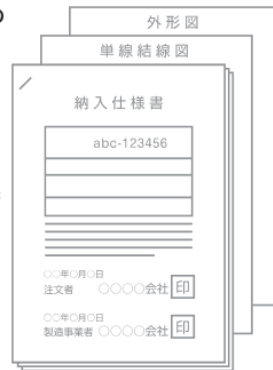 外形図
単線結線図
納入仕様書
abc-123456
○○年○月○日
注文者 ○○○○会社 印
○○年○月○日
製造事業者 ○○○○会社 印